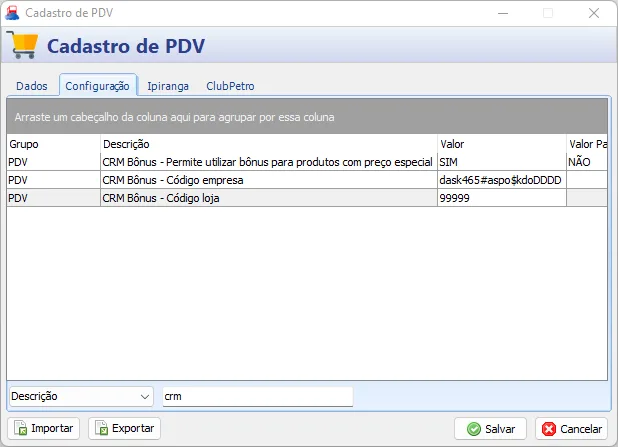 Cadastro de PDV
Cadastro de PDV
Dados Configuração Ipiranga ClubPetro
Arraste um cabeçalho da coluna aqui para agrupar por essa coluna
Grupo Descrição Valor Valor Pa
PDV CRM Bônus - Permite utilizar bônus para produtos com preço especial SIM NÃO
PDV CRM Bônus - Código empresa dask465#aspo$kdoDDDD
PDV CRM Bônus - Código loja 99999
Descrição crm
Importar Exportar Salvar Cancelar